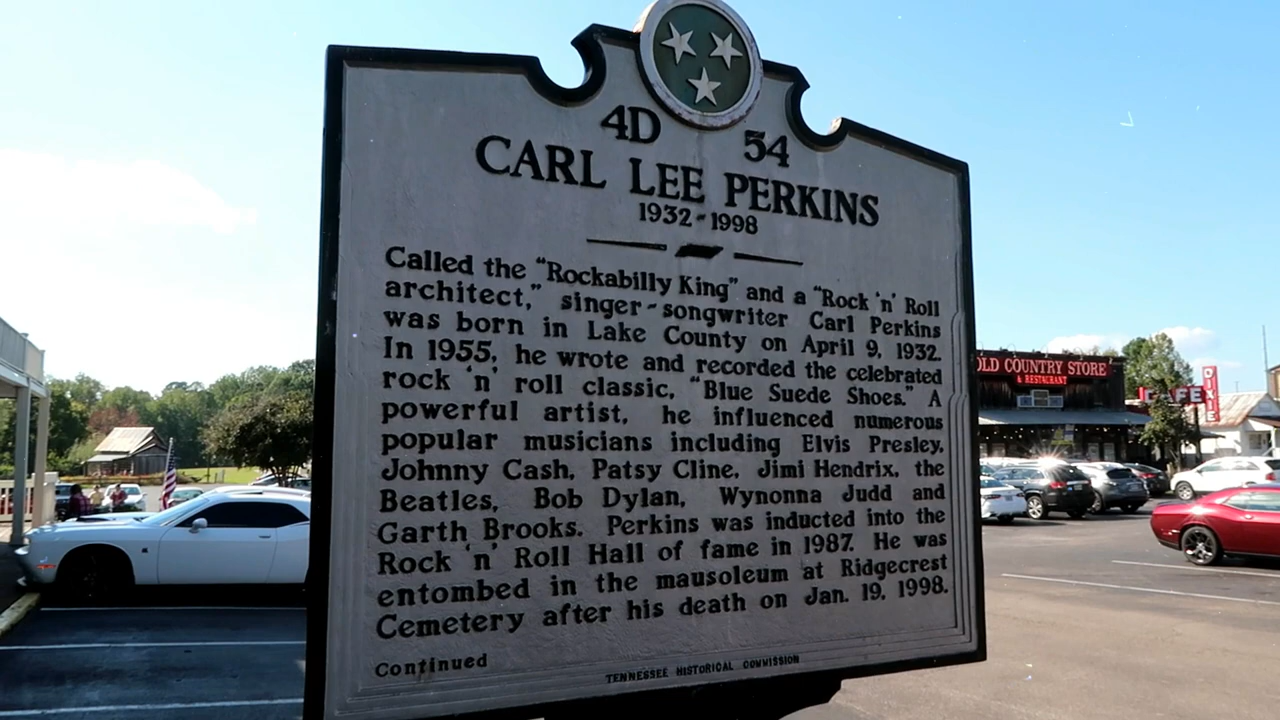 4D 54
CARL LEE PERKINS
1932-1998
Called the "Rockabilly King" and a "Rock 'n' Roll
architect," singer-songwriter Carl Perkins
was born in Lake County on April 9, 1932.
In 1955, he wrote and recorded the celebrated
rock 'n' roll classic, "Blue Suede Shoes." A
powerful artist, he influenced numerous
popular musicians including Elvis Presley,
Johnny Cash, Patsy Cline, Jimi Hendrix, the
Beatles, Bob Dylan, Wynonna Judd and
Garth Brooks. Perkins was inducted into the
Rock 'n' Roll Hall of fame in 1987. He was
entombed in the mausoleum at Ridgecrest
Cemetery after his death on Jan. 19, 1998.
Continued
TENNESSEE HISTORICAL COMMISSION
OLD COUNTRY STORE
& RESTAURANT
DIXIE
CAFE